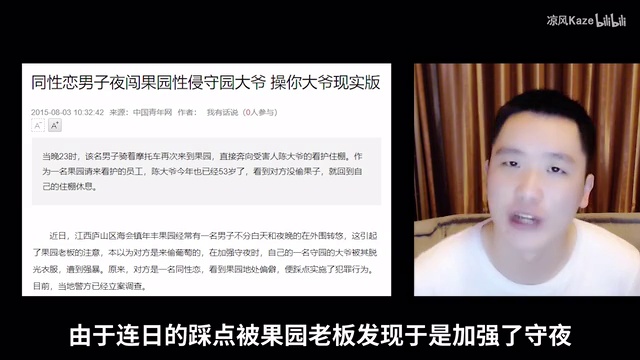 凉风Kaze bilibili
同性恋男子夜闯果园性侵守园大爷 操你大爷现实版
2015-08-03 10:32:42 来源：中国青年网 作者： 我有话说（0人参与）
A- A+
当晚23时，该名男子骑着摩托车再次来到果园，直接奔向受害人陈大爷的看护住棚。作
为一名果园请来看护的员工，陈大爷今年也已经53岁了，看到对方没偷果子，就回到自
己的住棚休息。
近日，江西庐山区海会镇年丰果园经常有一名男子不分白天和夜晚的在外围转悠，这引起
了果园老板的注意，本以为对方是来偷葡萄的，在加强守夜时，自己的一名守园的大爷被其脱
光衣服，遭到强暴。原来，对方是一名同性恋，看到果园地处偏僻，便踩点实施了犯罪行为。
目前，当地警方已经立案调查。
由于连日的踩点被果园老板发现于是加强了守夜